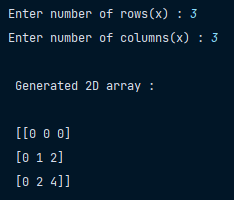 Enter number of rows(x) : 3
Enter number of columns(x) : 3
Generated 2D array :
[[0 0 0]
[0 1 2]
[0 2 4]]